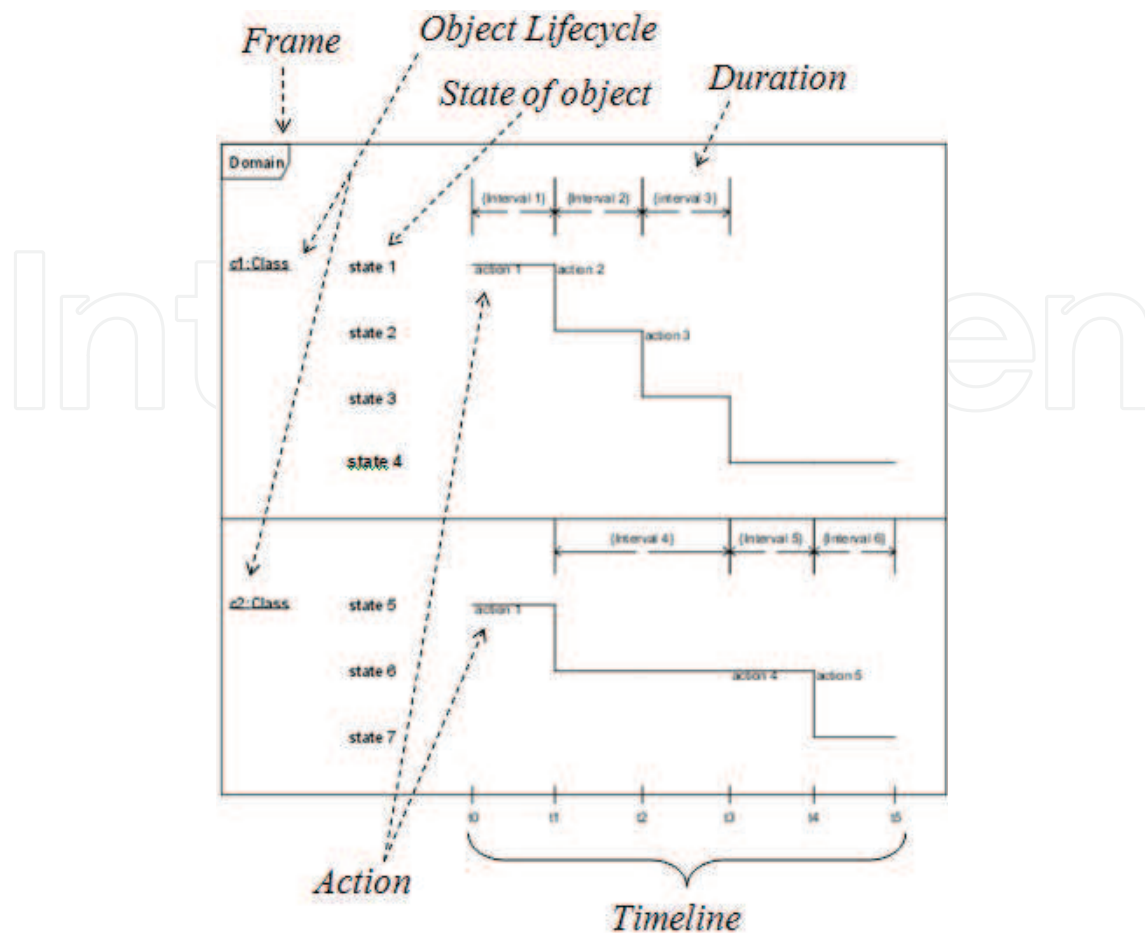 Frame
Object Lifecycle
State of object
Duration
Domain
{Interval 1}
{Interval 2}
{interval 3}
c1:Class
state 1
action 1
action 2
state 2
action 3
state 3
state 4
{Interval 4}
{Interval 5}
{Interval 6}
c2:Class
state 5
action 1
state 6
action 4
action 5
state 7
t0
t1
t2
t3
t4
t5
Action
Timeline
Inten